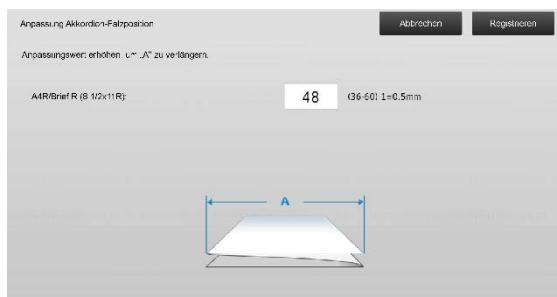 Anpassung Akkordion-Falzposition
Abbrechen
Registrieren
Anpassungswert erhöhen, um „A" zu verlängern.
A4R/Brief R (8 1/2x11R):
48
(36-60) 1=0.5mm
A